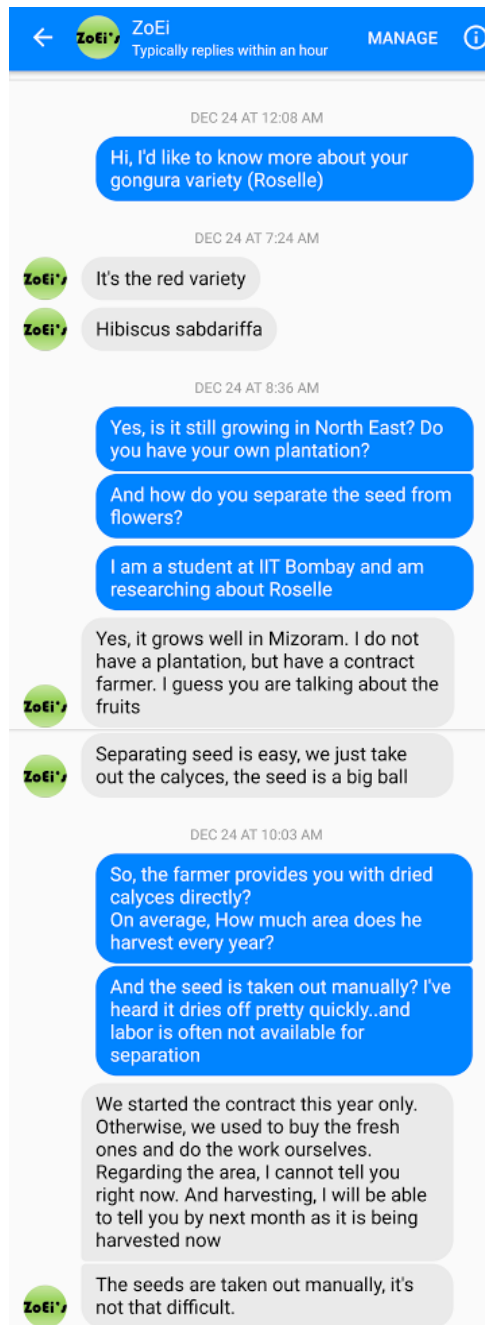 ZoEi
ZoEi's
Typically replies within an hour
MANAGE
DEC 24 AT 12:08 AM
Hi, I'd like to know more about your
gongura variety (Roselle)
DEC 24 AT 7:24 AM
ZoEi's
It's the red variety
ZoEi's
Hibiscus sabdariffa
DEC 24 AT 8:36 AM
Yes, is it still growing in North East? Do
you have your own plantation?
And how do you separate the seed from
flowers?
I am a student at IIT Bombay and am
researching about Roselle
Yes, it grows well in Mizoram. I do not
have a plantation, but have a contract
farmer. I guess you are talking about the
ZoEi's
fruits
Separating seed is easy, we just take
ZoEi's
out the calyces, the seed is a big ball
DEC 24 AT 10:03 AM
So, the farmer provides you with dried
calyces directly?
On average, How much area does he
harvest every year?
And the seed is taken out manually? I've
heard it dries off pretty quickly..and
labor is often not available for
separation
We started the contract this year only.
Otherwise, we used to buy the fresh
ones and do the work ourselves.
Regarding the area, I cannot tell you
right now. And harvesting, I will be able
to tell you by next month as it is being
harvested now
The seeds are taken out manually, it's
ZoEi's
not that difficult.